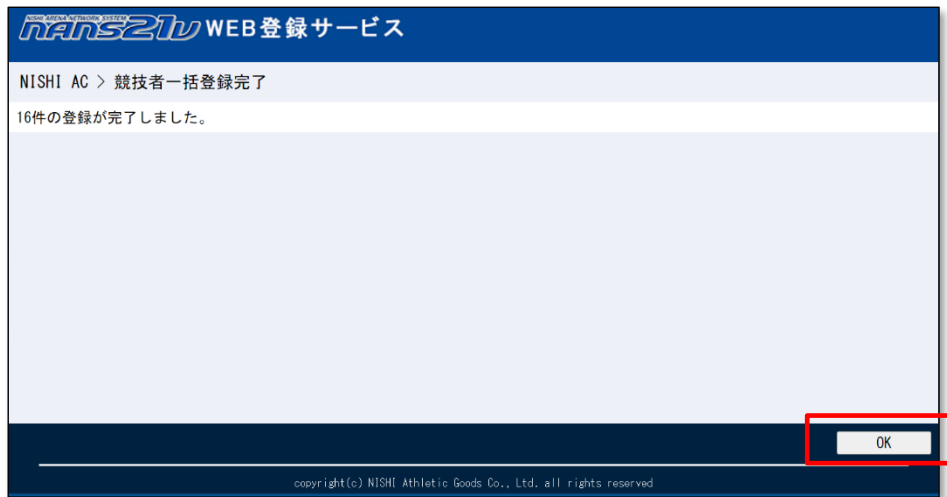 NISHI ARENA NETWORK SYSTEM
NANS21V WEB登録サービス
NISHI AC > 競技者一括登録完了
16件の登録が完了しました。
OK
copyright(c) NISHI Athletic Goods Co., Ltd. all rights reserved